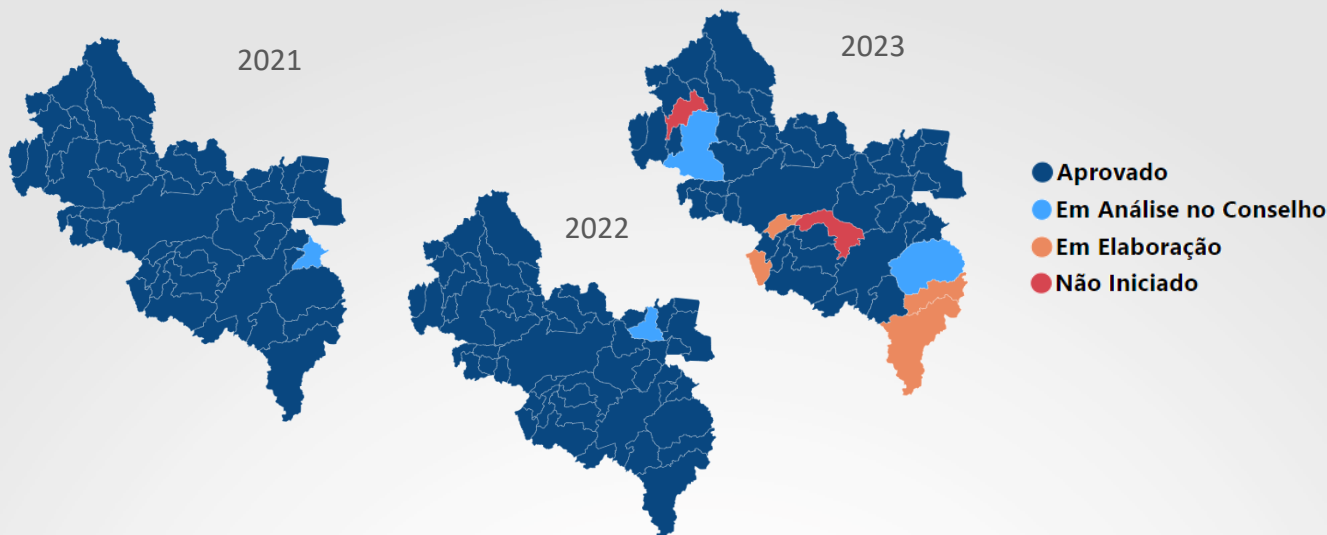 2021
2022
2023
Aprovado
Em Análise no Conselho
Em Elaboração
Não Iniciado